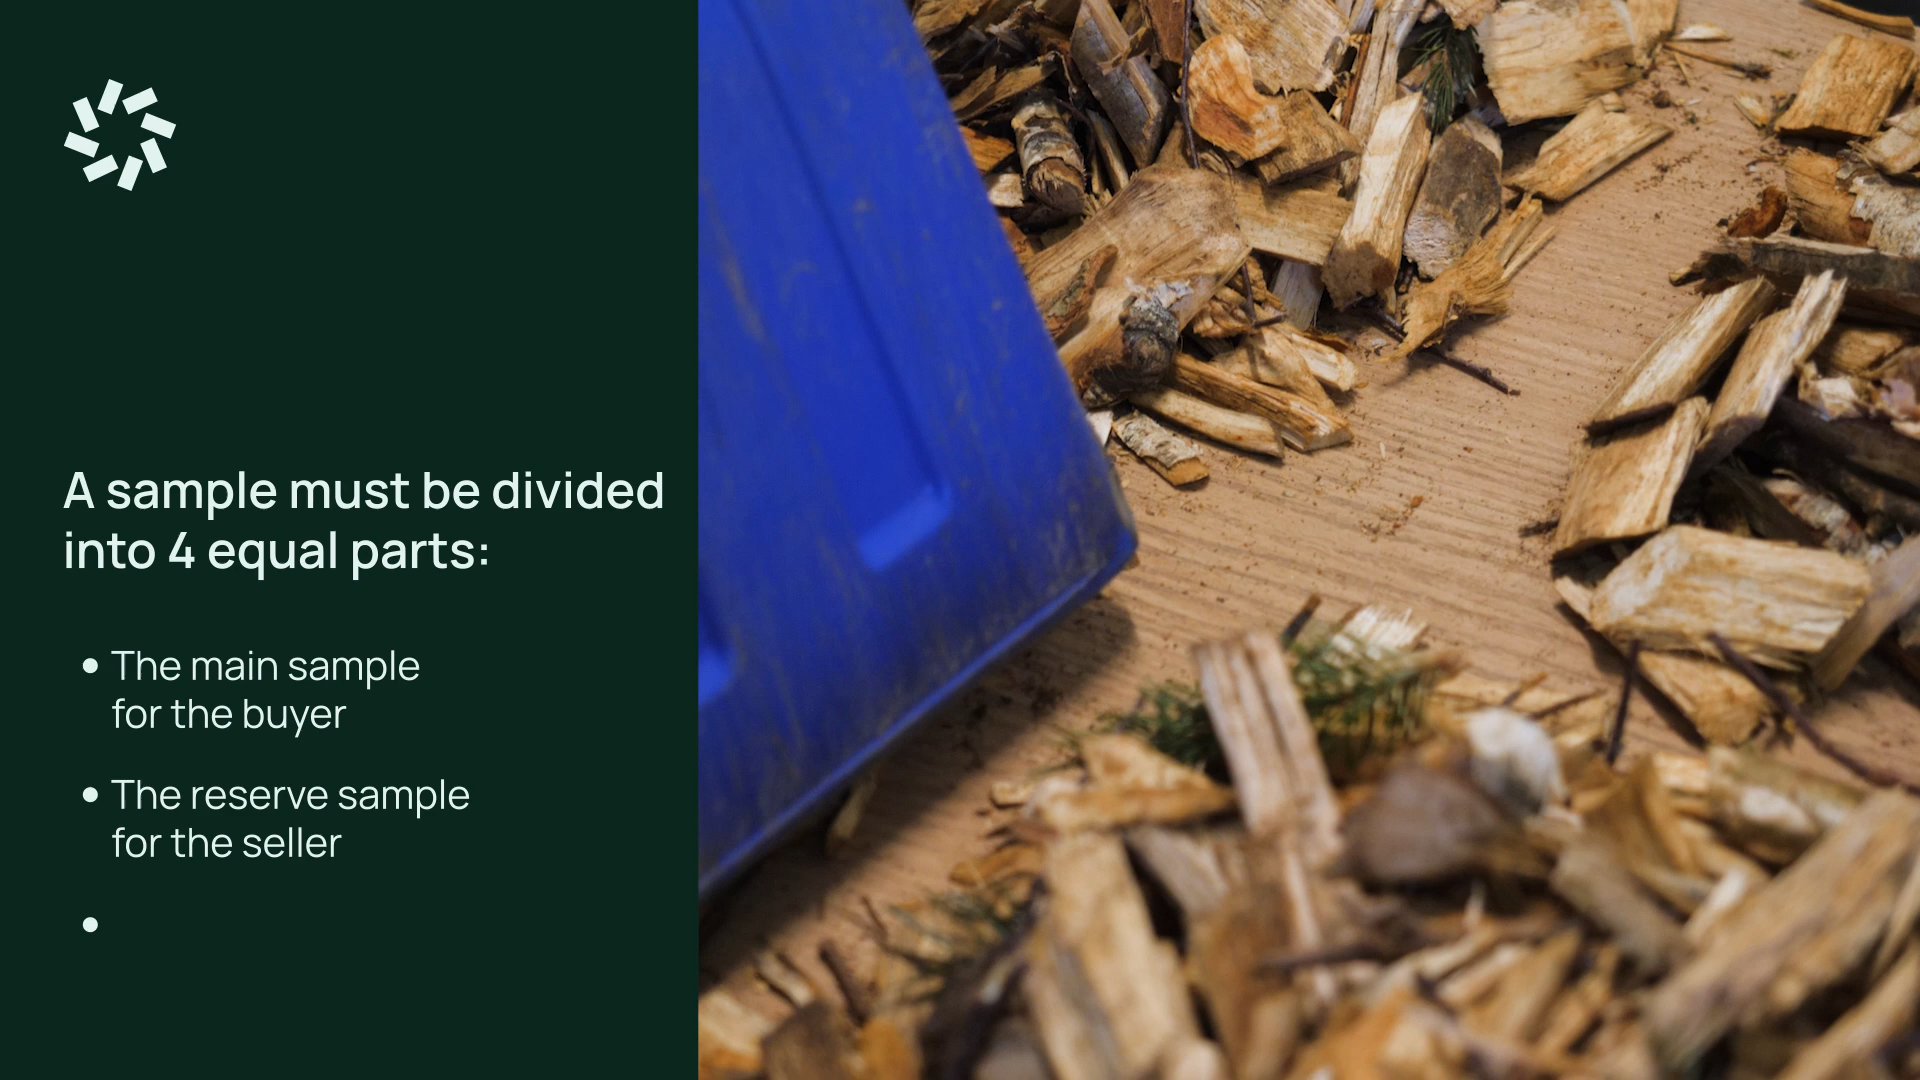 A sample must be divided
into 4 equal parts:
• The main sample
for the buyer
• The reserve sample
for the seller
•